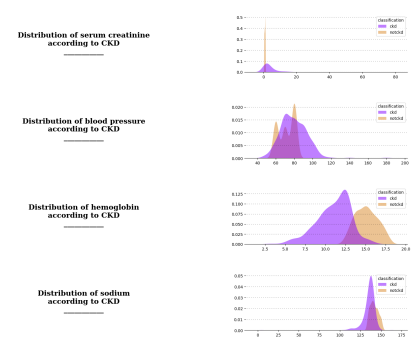 Distribution of serum creatinine
according to CKD
0.5
0.4
0.3
0.2
0.1
0.0
0 20 40 60 80
classification
ckd
notckd
Distribution of blood pressure
according to CKD
0.020
0.015
0.010
0.005
0.000
40 60 80 100 120 140 160 180 200
classification
ckd
notckd
Distribution of hemoglobin
according to CKD
0.125
0.100
0.075
0.050
0.025
0.000
2.5 5.0 7.5 10.0 12.5 15.0 17.5 20.0
classification
ckd
notckd
Distribution of sodium
according to CKD
0.05
0.04
0.03
0.02
0.01
0.00
0 25 50 75 100 125 150 175
classification
ckd
notckd